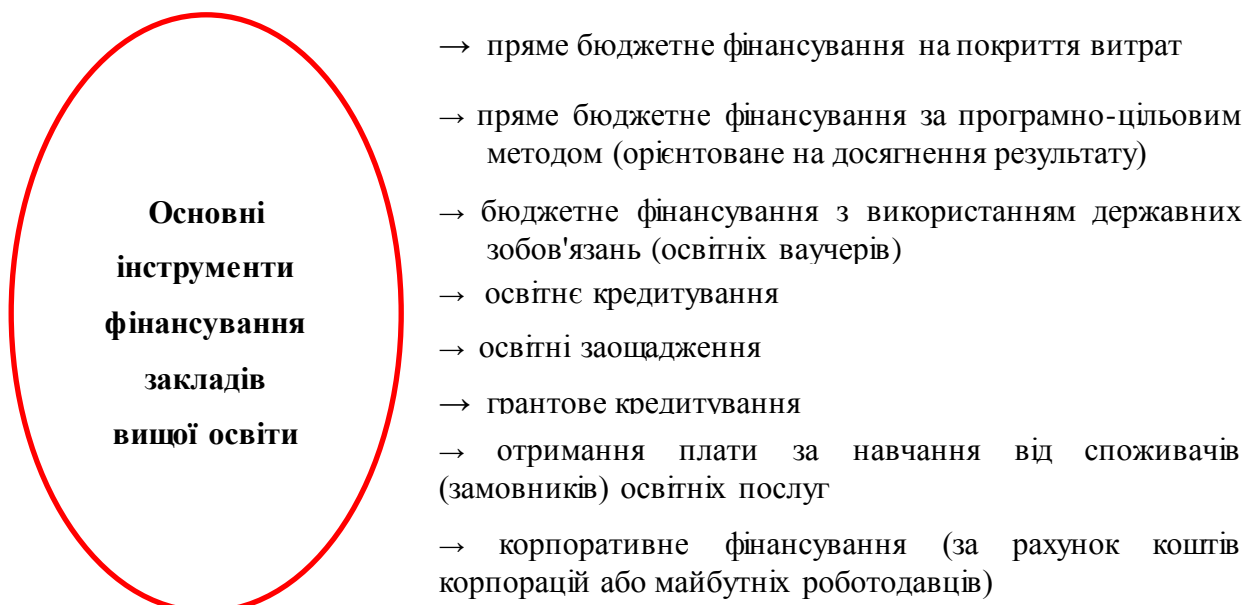 Основні
інструменти
фінансування
закладів
вищої освіти
→ пряме бюджетне фінансування на покриття витрат
→ пряме бюджетне фінансування за програмно-цільовим
методом (орієнтоване на досягнення результату)
→ бюджетне фінансування з використанням державних
зобов'язань (освітніх ваучерів)
→ освітнє кредитування
→ освітні заощадження
→ грантове кредитування
→ отримання плати за навчання від споживачів
(замовників) освітніх послуг
→ корпоративне фінансування (за рахунок коштів
корпорацій або майбутніх роботодавців)